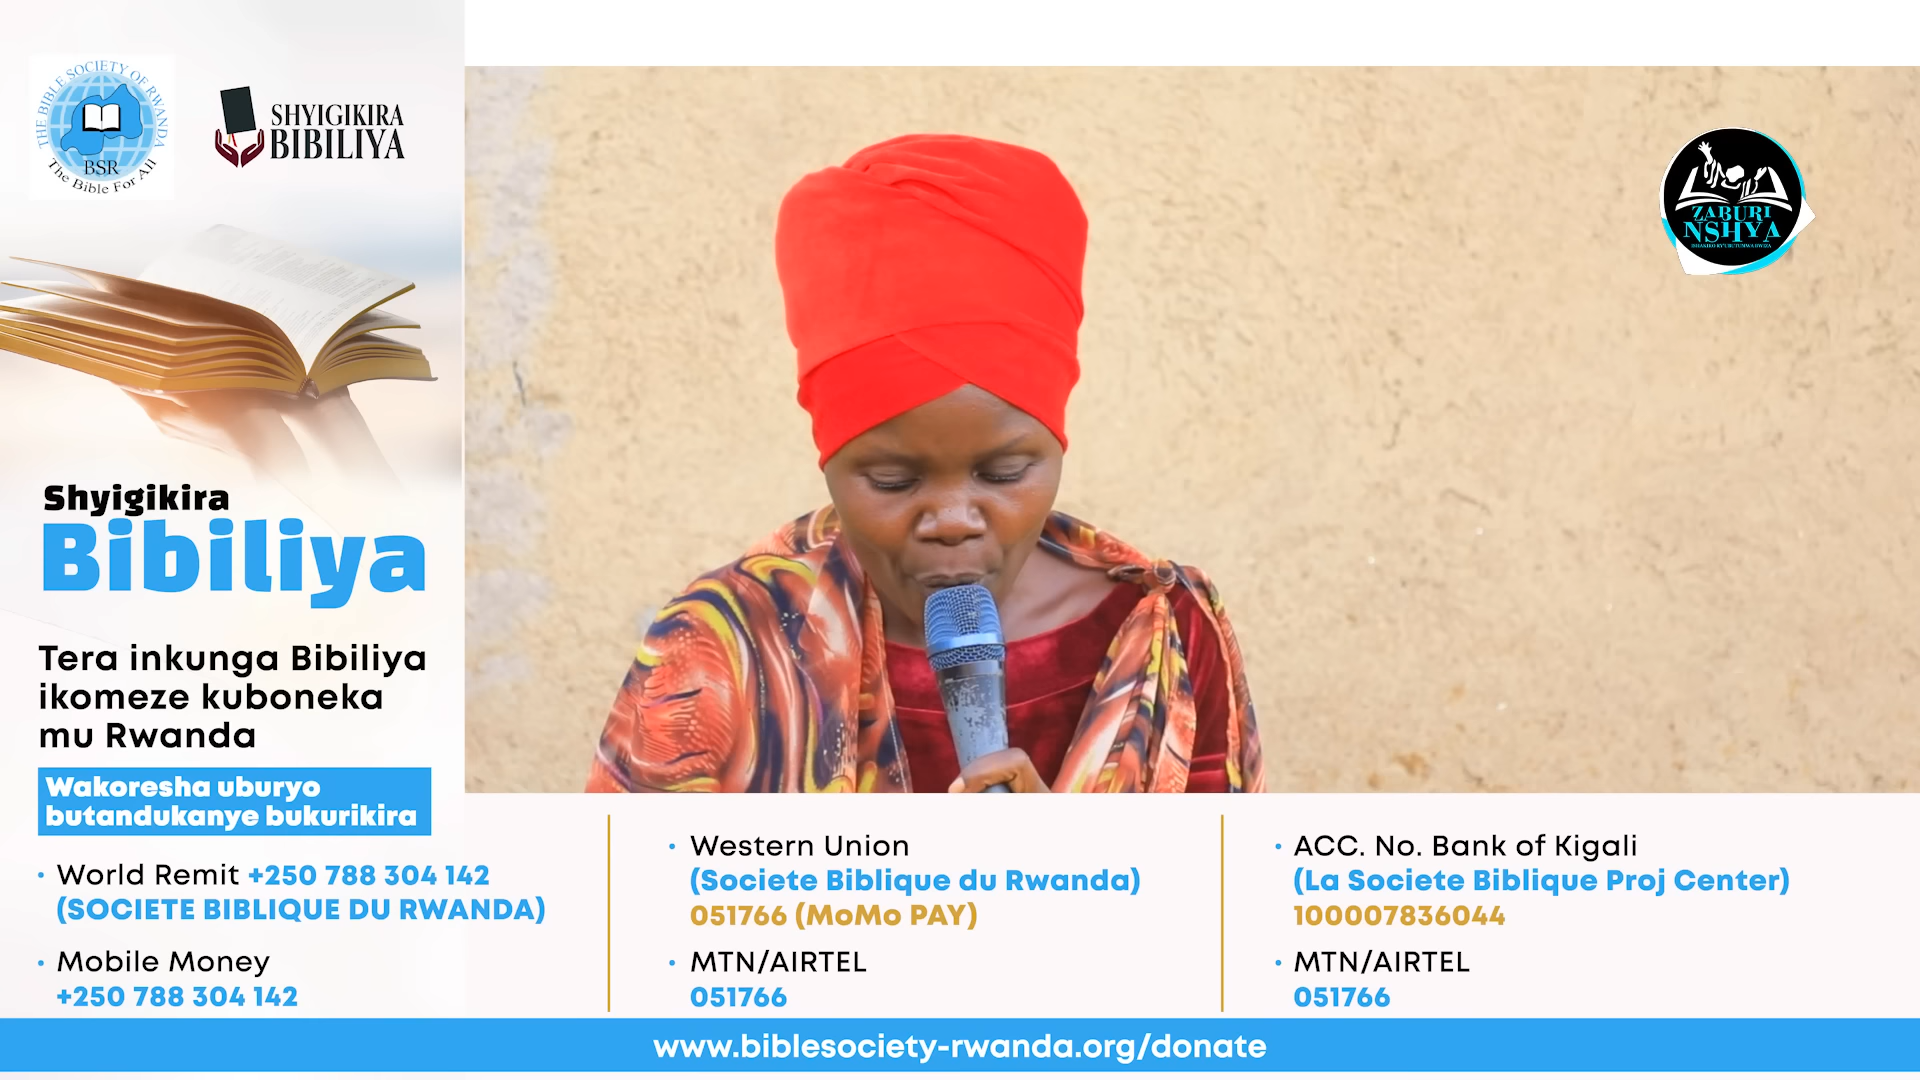 THE BIBLE SOCIETY OF RWANDA
BSR
The Bible For All
SHYIGIKIRA
BIBILIYA
ZABURI
NSHYA
Shyigikira
Bibiliya
Tera inkunga Bibiliya
ikomeze kuboneka
mu Rwanda
Wakoresha uburyo
butandukanye bukurikira
• World Remit +250 788 304 142
(SOCIETE BIBLIQUE DU RWANDA)
• Mobile Money
+250 788 304 142
• Western Union
(Societe Biblique du Rwanda)
051766 (MoMo PAY)
• MTN/AIRTEL
051766
• ACC. No. Bank of Kigali
(La Societe Biblique Proj Center)
100007836044
• MTN/AIRTEL
051766
www.biblesociety-rwanda.org/donate